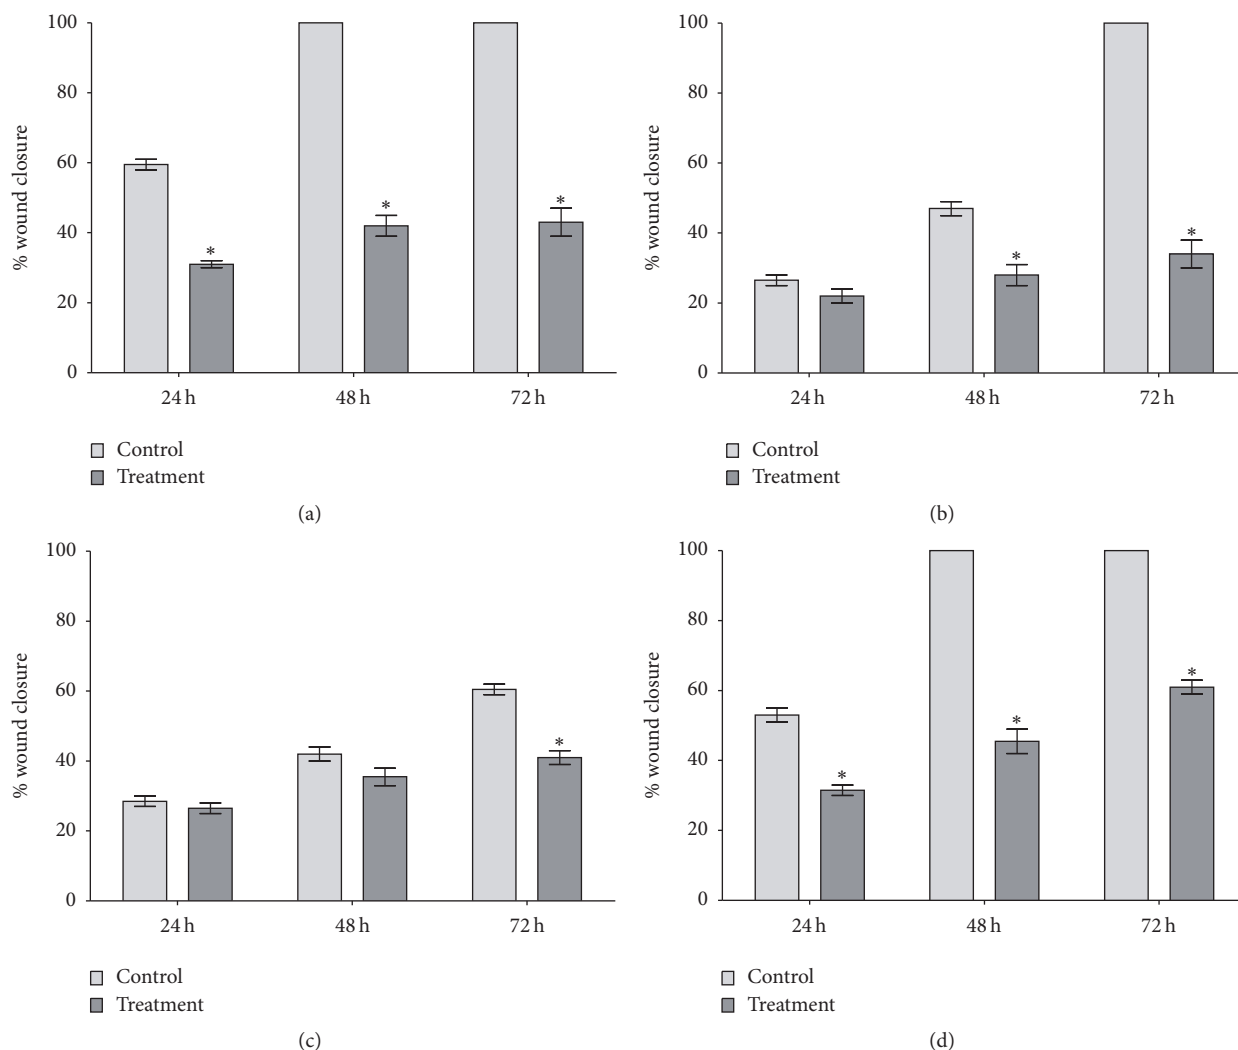 100
80
60
40
20
0
% wound closure
*
*
*
24 h
48 h
72 h
Control
Treatment
(a)
100
80
60
40
20
0
% wound closure
*
*
24 h
48 h
72 h
Control
Treatment
(b)
100
80
60
40
20
0
% wound closure
*
24 h
48 h
72 h
Control
Treatment
(c)
100
80
60
40
20
0
% wound closure
*
*
*
24 h
48 h
72 h
Control
Treatment
(d)